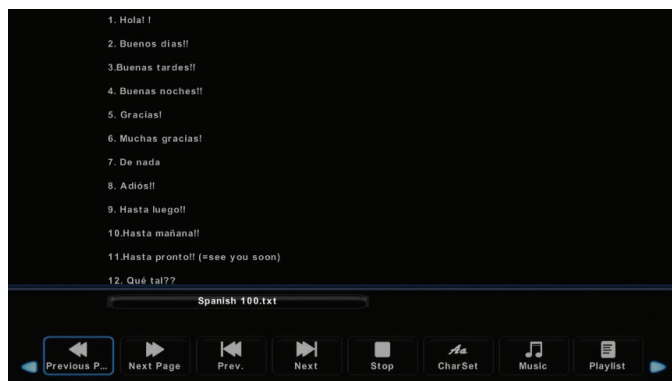 1. Hola! !
2. Buenos dias!!
3.Buenas tardes!!
4. Buenas noches!!
5. Gracias!
6. Muchas gracias!
7. De nada
8. Adiós!!
9. Hasta luego!!
10.Hasta mañana!!
11.Hasta pronto!! (=see you soon)
12. Qué tal??
Spanish 100.txt
Previous P... Next Page Prev. Next Stop CharSet Music Playlist